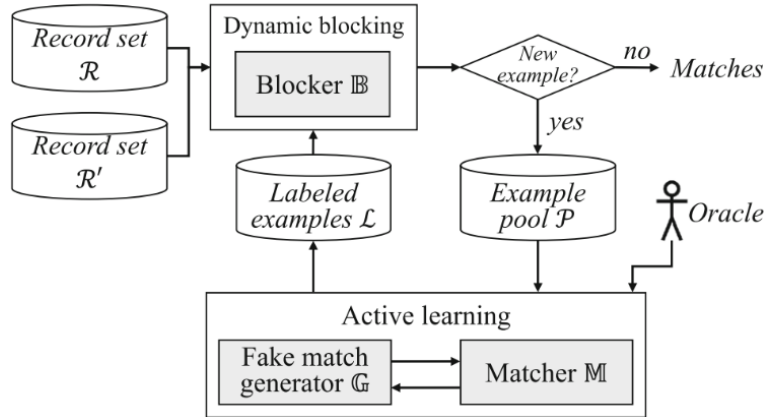 Record set
ℛ
Record set
ℛ′
Dynamic blocking
Blocker 𝔹
New
example?
no
Matches
yes
Labeled
examples ℒ
Example
pool 𝒫
Oracle
Active learning
Fake match
generator 𝔾
Matcher 𝕄